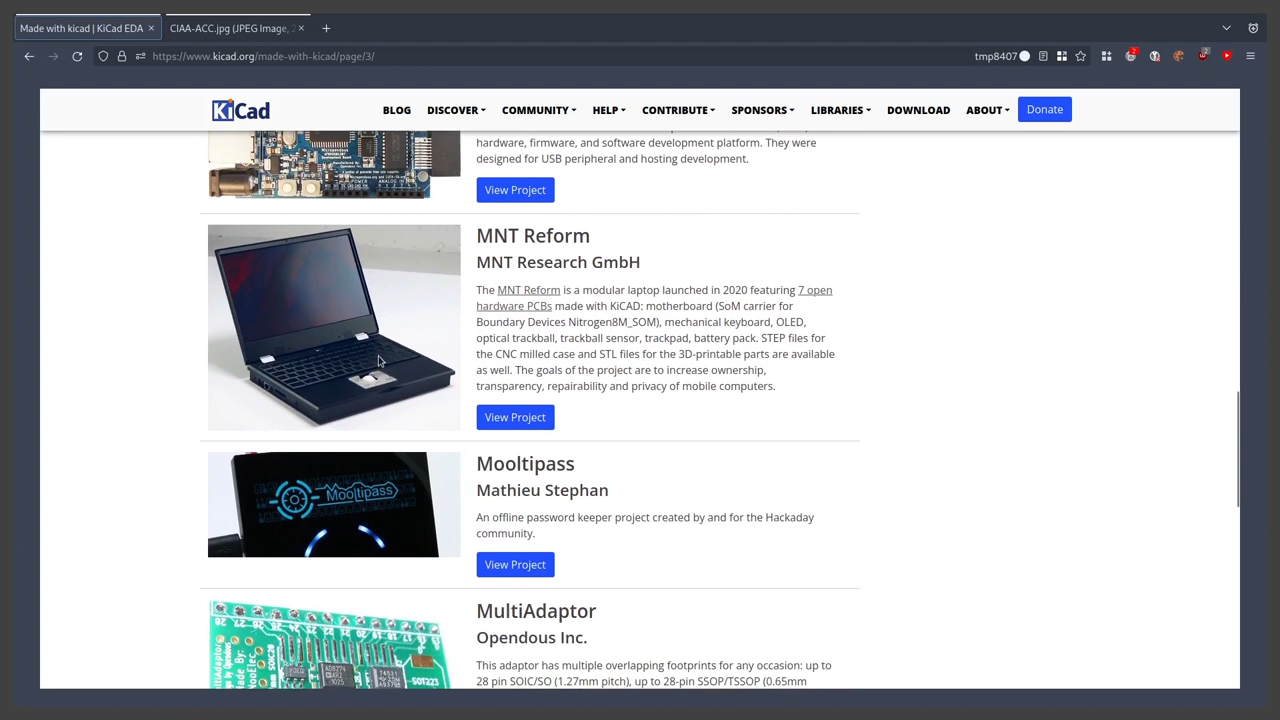 Made with kicad | KiCad EDA
CIAA-ACC.jpg (JPEG Image, 2
https://www.kicad.org/made-with-kicad/page/3/
tmp8407
2
2
KiCad
BLOG
DISCOVER
COMMUNITY
HELP
CONTRIBUTE
SPONSORS
LIBRARIES
DOWNLOAD
ABOUT
Donate
hardware, firmware, and software development platform. They were
designed for USB peripheral and hosting development.
View Project
MNT Reform
MNT Research GmbH
The MNT Reform is a modular laptop launched in 2020 featuring 7 open
hardware PCBs made with KiCAD: motherboard (SoM carrier for
Boundary Devices Nitrogen8M_SOM), mechanical keyboard, OLED,
optical trackball, trackball sensor, trackpad, battery pack. STEP files for
the CNC milled case and STL files for the 3D-printable parts are available
as well. The goals of the project are to increase ownership,
transparency, repairability and privacy of mobile computers.
View Project
Mooltipass
Mooltipass
Mathieu Stephan
An offline password keeper project created by and for the Hackaday
community.
View Project
MultiAdaptor
Opendous Inc.
This adaptor has multiple overlapping footprints for any occasion: up to
28 pin SOIC/SO (1.27mm pitch), up to 28-pin SSOP/TSSOP (0.65mm